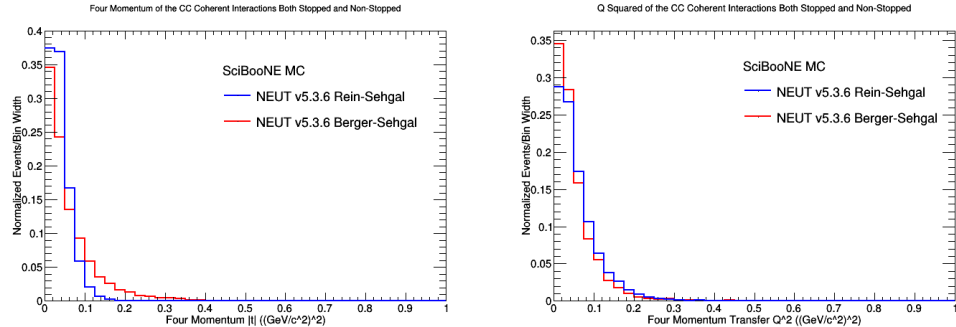 Four Momentum of the CC Coherent Interactions Both Stopped and Non-Stopped
Normalized Events/Bin Width
0.4
0.35
0.3
0.25
0.2
0.15
0.1
0.05
0
SciBooNE MC
NEUT v5.3.6 Rein-Sehgal
NEUT v5.3.6 Berger-Sehgal
0 0.1 0.2 0.3 0.4 0.5 0.6 0.7 0.8 0.9 1
Four Momentum |t| ((GeV/c^2)^2)
Q Squared of the CC Coherent Interactions Both Stopped and Non-Stopped
Normalized Events/Bin Width
0.35
0.3
0.25
0.2
0.15
0.1
0.05
0
SciBooNE MC
NEUT v5.3.6 Rein-Sehgal
NEUT v5.3.6 Berger-Sehgal
0 0.1 0.2 0.3 0.4 0.5 0.6 0.7 0.8 0.9 1
Four Momentum Transfer Q^2 ((GeV/c^2)^2)